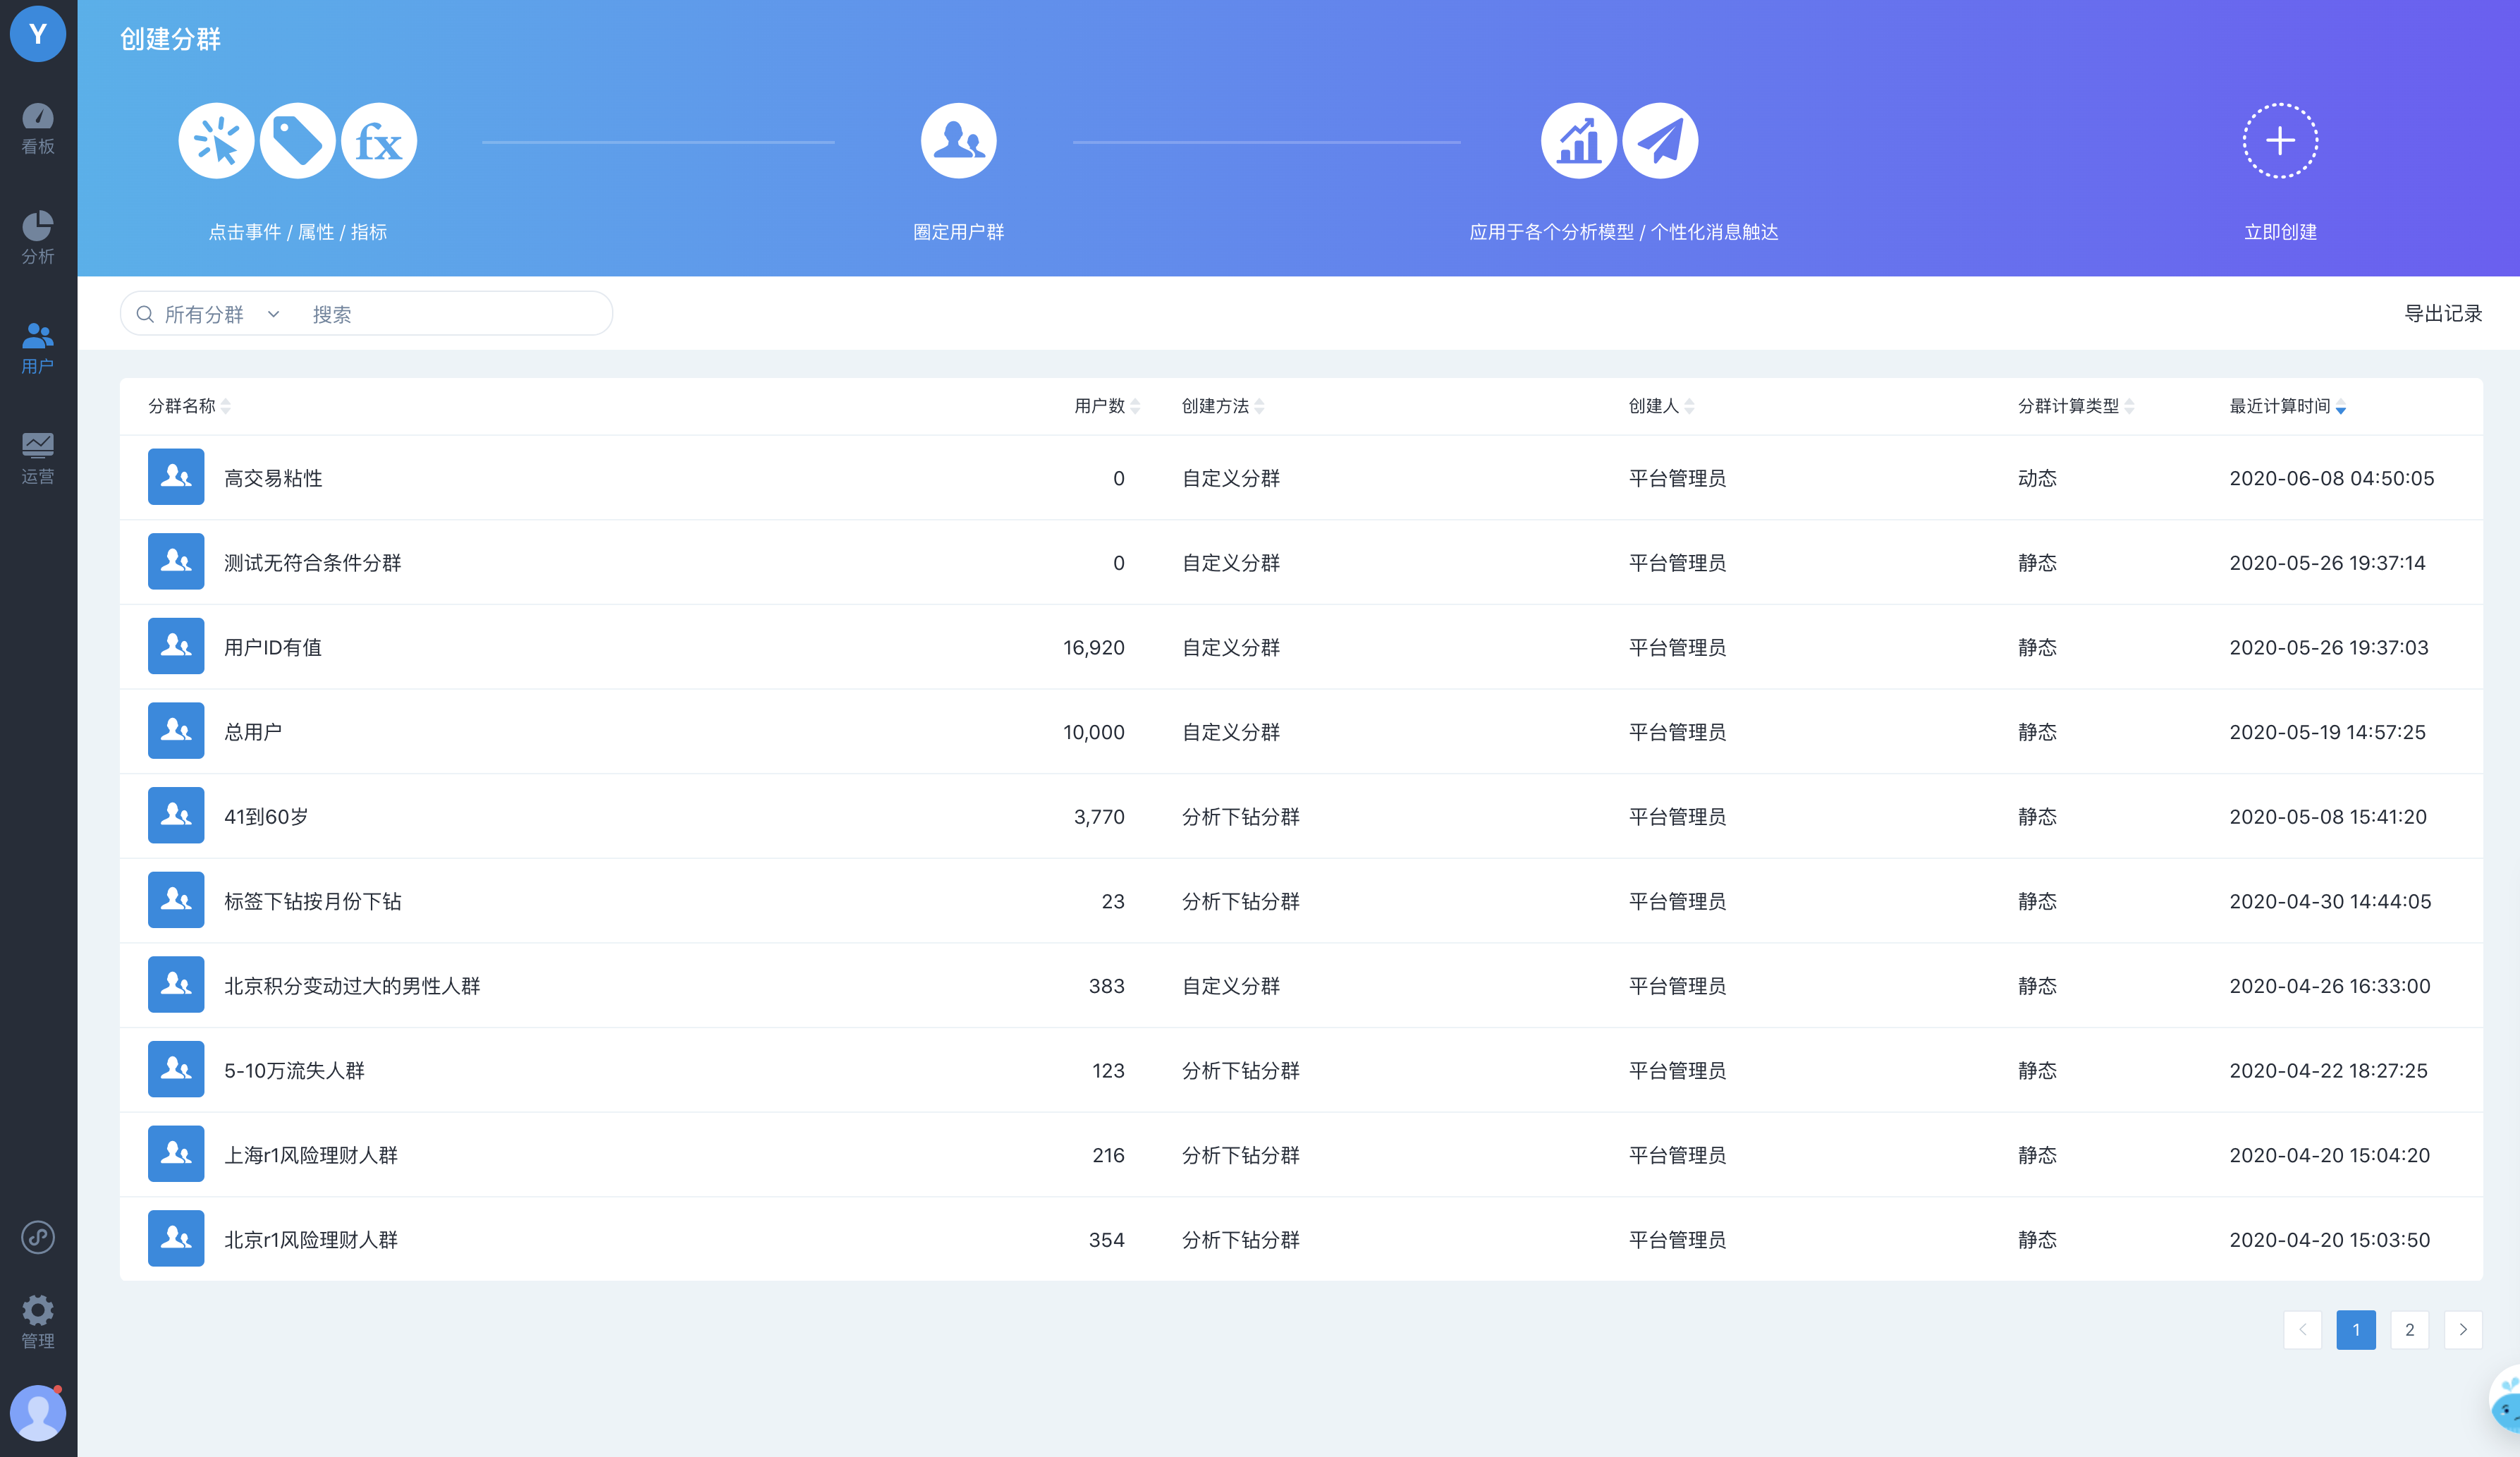 Y
看板
分析
用户
运营
管理
创建分群
fx
点击事件 / 属性 / 指标
圈定用户群
应用于各个分析模型 / 个性化消息触达
立即创建
所有分群 搜索
导出记录
分群名称 用户数 创建方法 创建人 分群计算类型 最近计算时间
高交易粘性 0 自定义分群 平台管理员 动态 2020-06-08 04:50:05
测试无符合条件分群 0 自定义分群 平台管理员 静态 2020-05-26 19:37:14
用户ID有值 16,920 自定义分群 平台管理员 静态 2020-05-26 19:37:03
总用户 10,000 自定义分群 平台管理员 静态 2020-05-19 14:57:25
41到60岁 3,770 分析下钻分群 平台管理员 静态 2020-05-08 15:41:20
标签下钻按月份下钻 23 分析下钻分群 平台管理员 静态 2020-04-30 14:44:05
北京积分变动过大的男性人群 383 自定义分群 平台管理员 静态 2020-04-26 16:33:00
5-10万流失人群 123 分析下钻分群 平台管理员 静态 2020-04-22 18:27:25
上海r1风险理财人群 216 分析下钻分群 平台管理员 静态 2020-04-20 15:04:20
北京r1风险理财人群 354 分析下钻分群 平台管理员 静态 2020-04-20 15:03:50
1 2